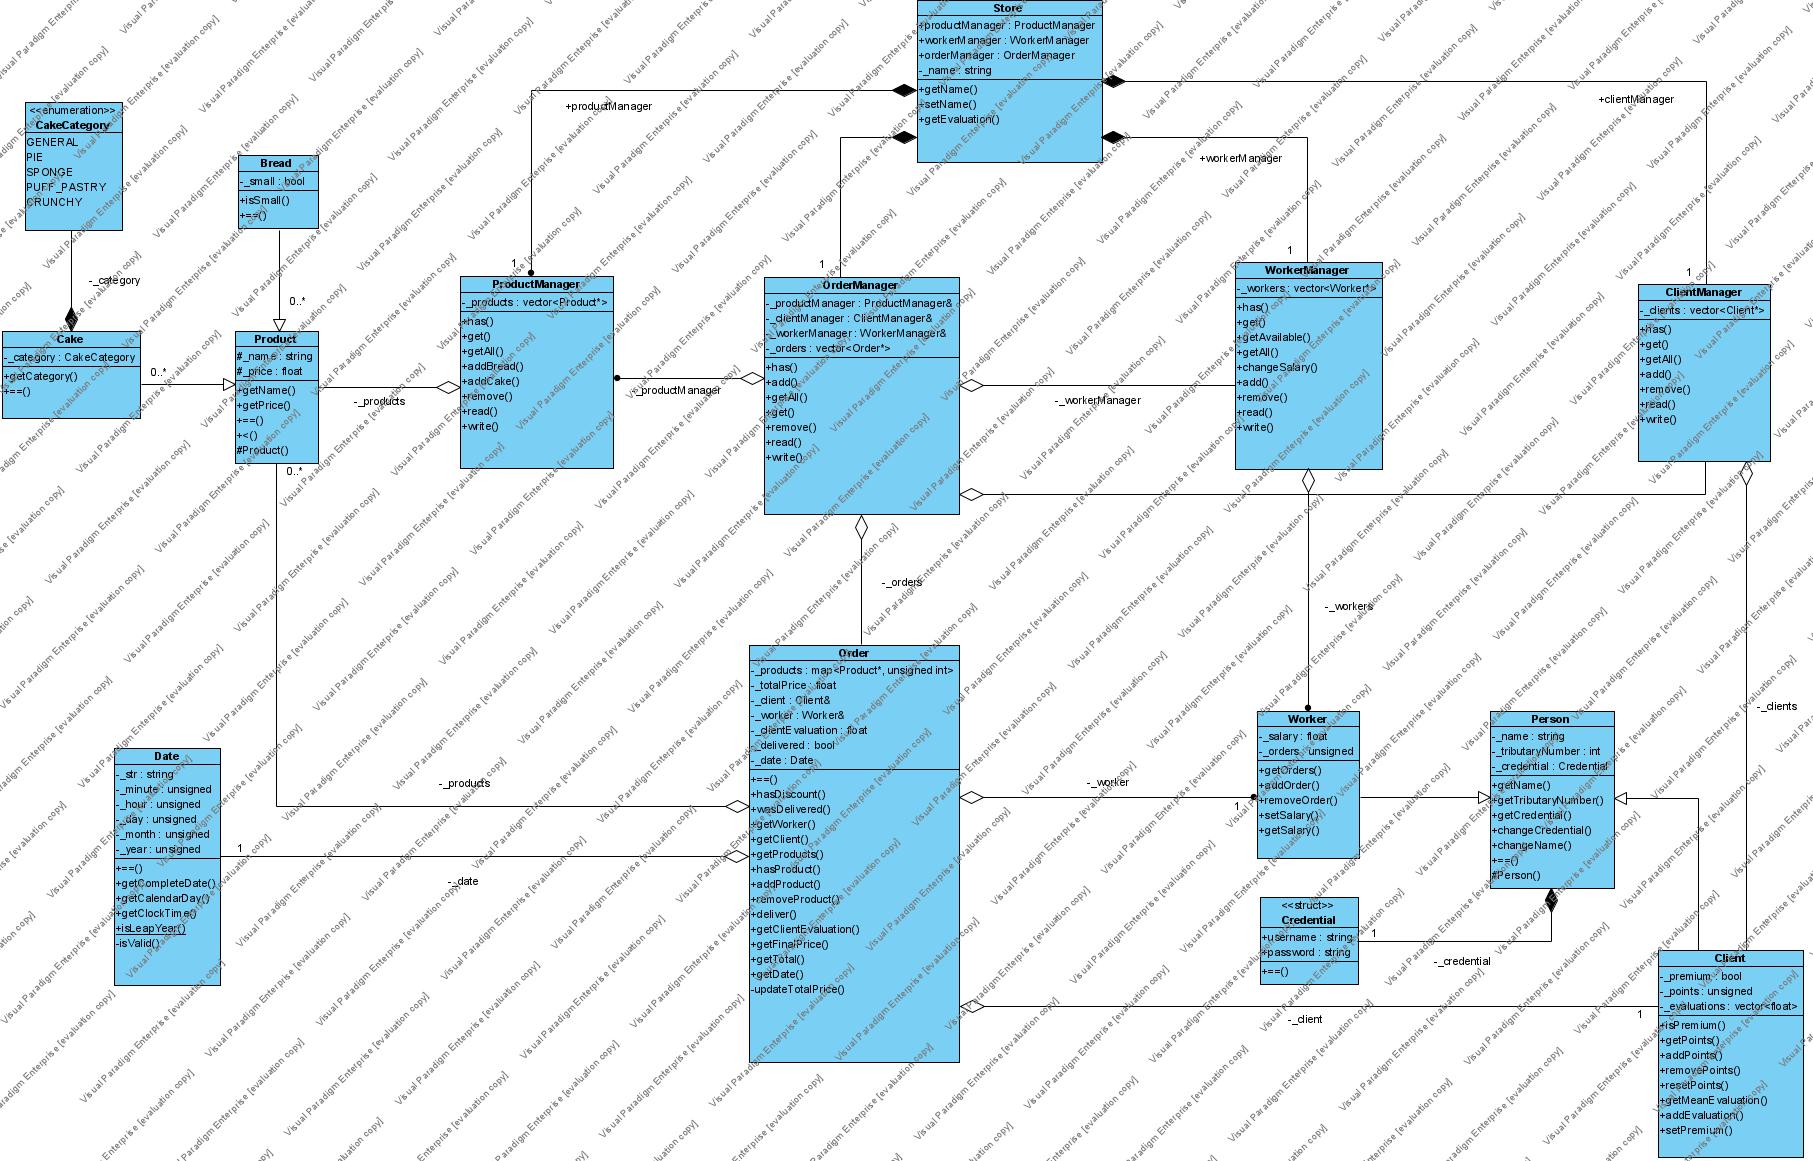 Store
+productManager : ProductManager
+workerManager : WorkerManager
+orderManager : OrderManager
-_name : string
+getName()
+setName()
+getEvaluation()
+productManager
+clientManager
+workerManager
<<enumeration>>
CakeCategory
GENERAL
PIE
SPONGE
PUFF_PASTRY
CRUNCHY
Bread
-_small : bool
+isSmall()
+==()
-_category
0..*
1
1
1
1
Cake
-_category : CakeCategory
+getCategory()
+==()
0..*
Product
#_name : string
#_price : float
+getName()
+getPrice()
+==()
+<()
#Product()
0..*
-_products
ProductManager
-_products : vector<Product*>
+has()
+get()
+getAll()
+addBread()
+addCake()
+remove()
+read()
+write()
-_productManager
OrderManager
-_productManager : ProductManager&
-_clientManager : ClientManager&
-_workerManager : WorkerManager&
-_orders : vector<Order*>
+has()
+add()
+getAll()
+get()
+remove()
+read()
+write()
-_workerManager
WorkerManager
-_workers : vector<Worker*>
+has()
+get()
+getAvailable()
+getAll()
+changeSalary()
+add()
+remove()
+read()
+write()
ClientManager
-_clients : vector<Client*>
+has()
+get()
+getAll()
+add()
+remove()
+read()
+write()
-_orders
-_workers
-_clients
Order
-_products : map<Product*, unsigned int>
-_totalPrice : float
-_client : Client&
-_worker : Worker&
-_clientEvaluation : float
-_delivered : bool
-_date : Date
+==()
+hasDiscount()
+wasDelivered()
+getWorker()
+getClient()
+getProducts()
+hasProduct()
+addProduct()
+removeProduct()
+deliver()
+getClientEvaluation()
+getFinalPrice()
+getTotal()
+getDate()
-updateTotalPrice()
-_products
1
-_date
Date
-_str : string
-_minute : unsigned
-_hour : unsigned
-_day : unsigned
-_month : unsigned
-_year : unsigned
+==()
+getCompleteDate()
+getCalendarDay()
+getClockTime()
+isLeapYear()
-isValid()
-_worker
1
Worker
-_salary : float
-_orders : unsigned
+getOrders()
+addOrder()
+removeOrder()
+setSalary()
+getSalary()
Person
-_name : string
-_tributaryNumber : int
-_credential : Credential
+getName()
+getTributaryNumber()
+getCredential()
+changeCredential()
+changeName()
+==()
#Person()
<<struct>>
Credential
+username : string
+password : string
+==()
1
-_credential
-_client
1
Client
-_premium : bool
-_points : unsigned
-_evaluations : vector<float>
+isPremium()
+getPoints()
+addPoints()
+removePoints()
+resetPoints()
+getMeanEvaluation()
+addEvaluation()
+setPremium()
Visual Paradigm Enterprise [evaluation copy]